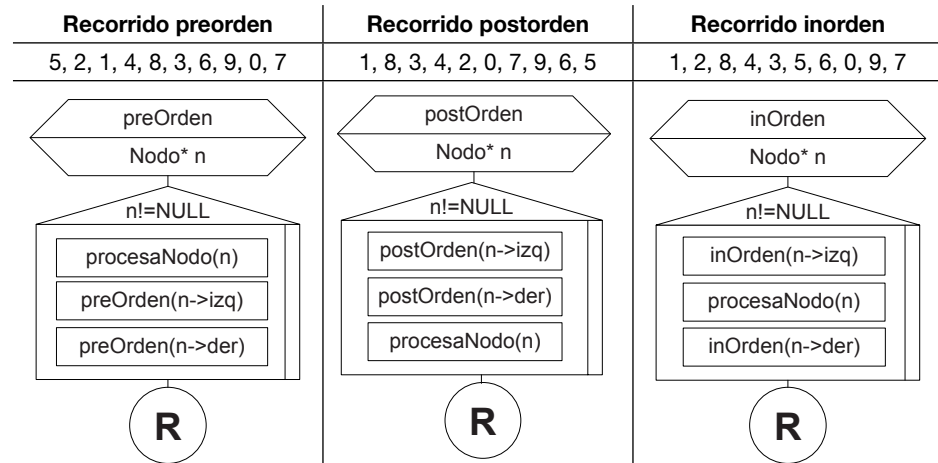 Recorrido preorden
Recorrido postorden
Recorrido inorden
5, 2, 1, 4, 8, 3, 6, 9, 0, 7
1, 8, 3, 4, 2, 0, 7, 9, 6, 5
1, 2, 8, 4, 3, 5, 6, 0, 9, 7
preOrden
Nodo* n
n!=NULL
procesaNodo(n)
preOrden(n->izq)
preOrden(n->der)
R
postOrden
Nodo* n
n!=NULL
postOrden(n->izq)
postOrden(n->der)
procesaNodo(n)
R
inOrden
Nodo* n
n!=NULL
inOrden(n->izq)
procesaNodo(n)
inOrden(n->der)
R